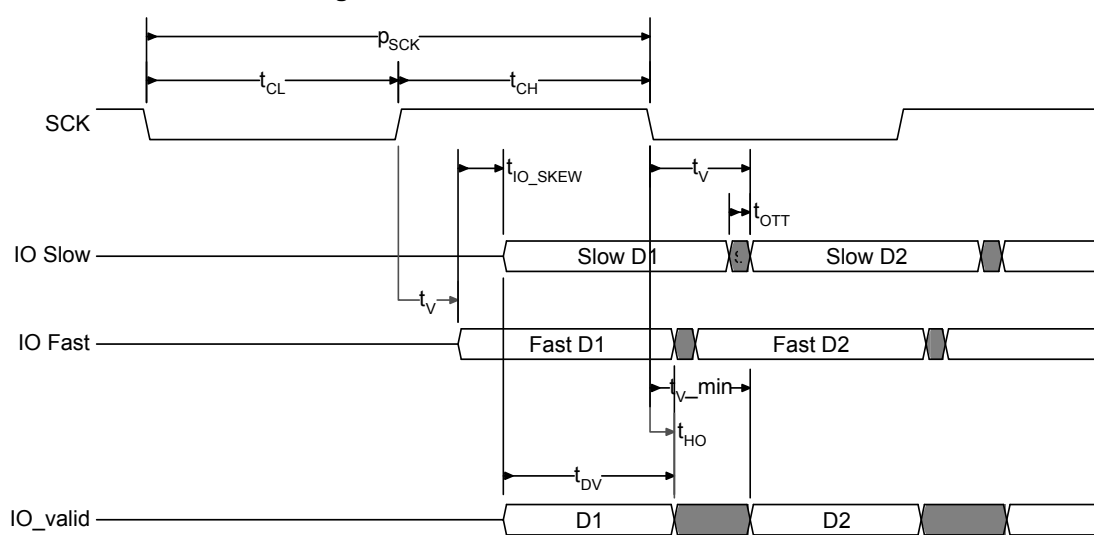 pSCK
tCL tCH
SCK
tIO_SKEW tV
tOTT
IO Slow Slow D1 Slow D2
tV
IO Fast Fast D1 Fast D2
tV_min
tHO
tDV
IO_valid D1 D2